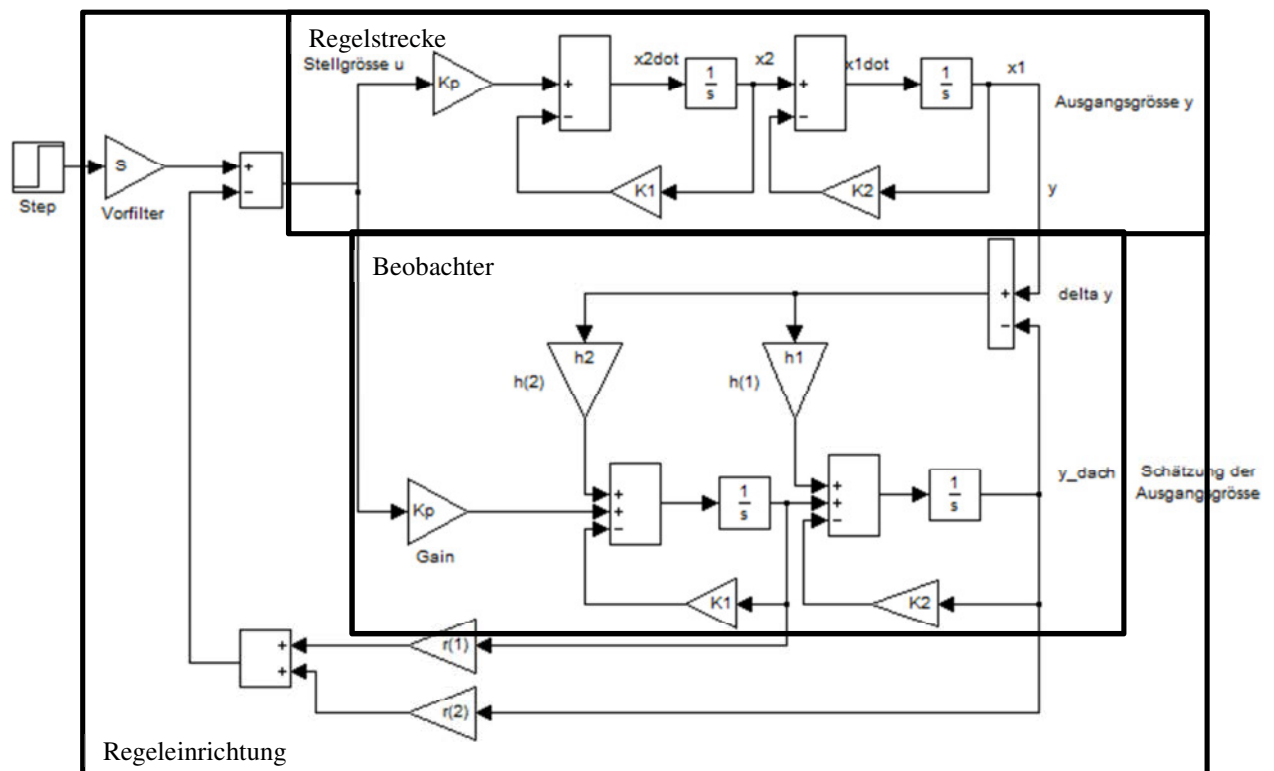 Regelstrecke
Stellgrösse u
Kp
+
−
x2dot
1
s
x2
+
−
x1dot
1
s
x1
Ausgangsgrösse y
K1
K2
y
Step
S
Vorfilter
+
−
Beobachter
+
−
delta y
h2
h(2)
h1
h(1)
Kp
Gain
+
+
−
1
s
+
+
−
1
s
y_dach
Schätzung der
Ausgangsgrösse
K1
K2
+
+
r(1)
r(2)
Regeleinrichtung